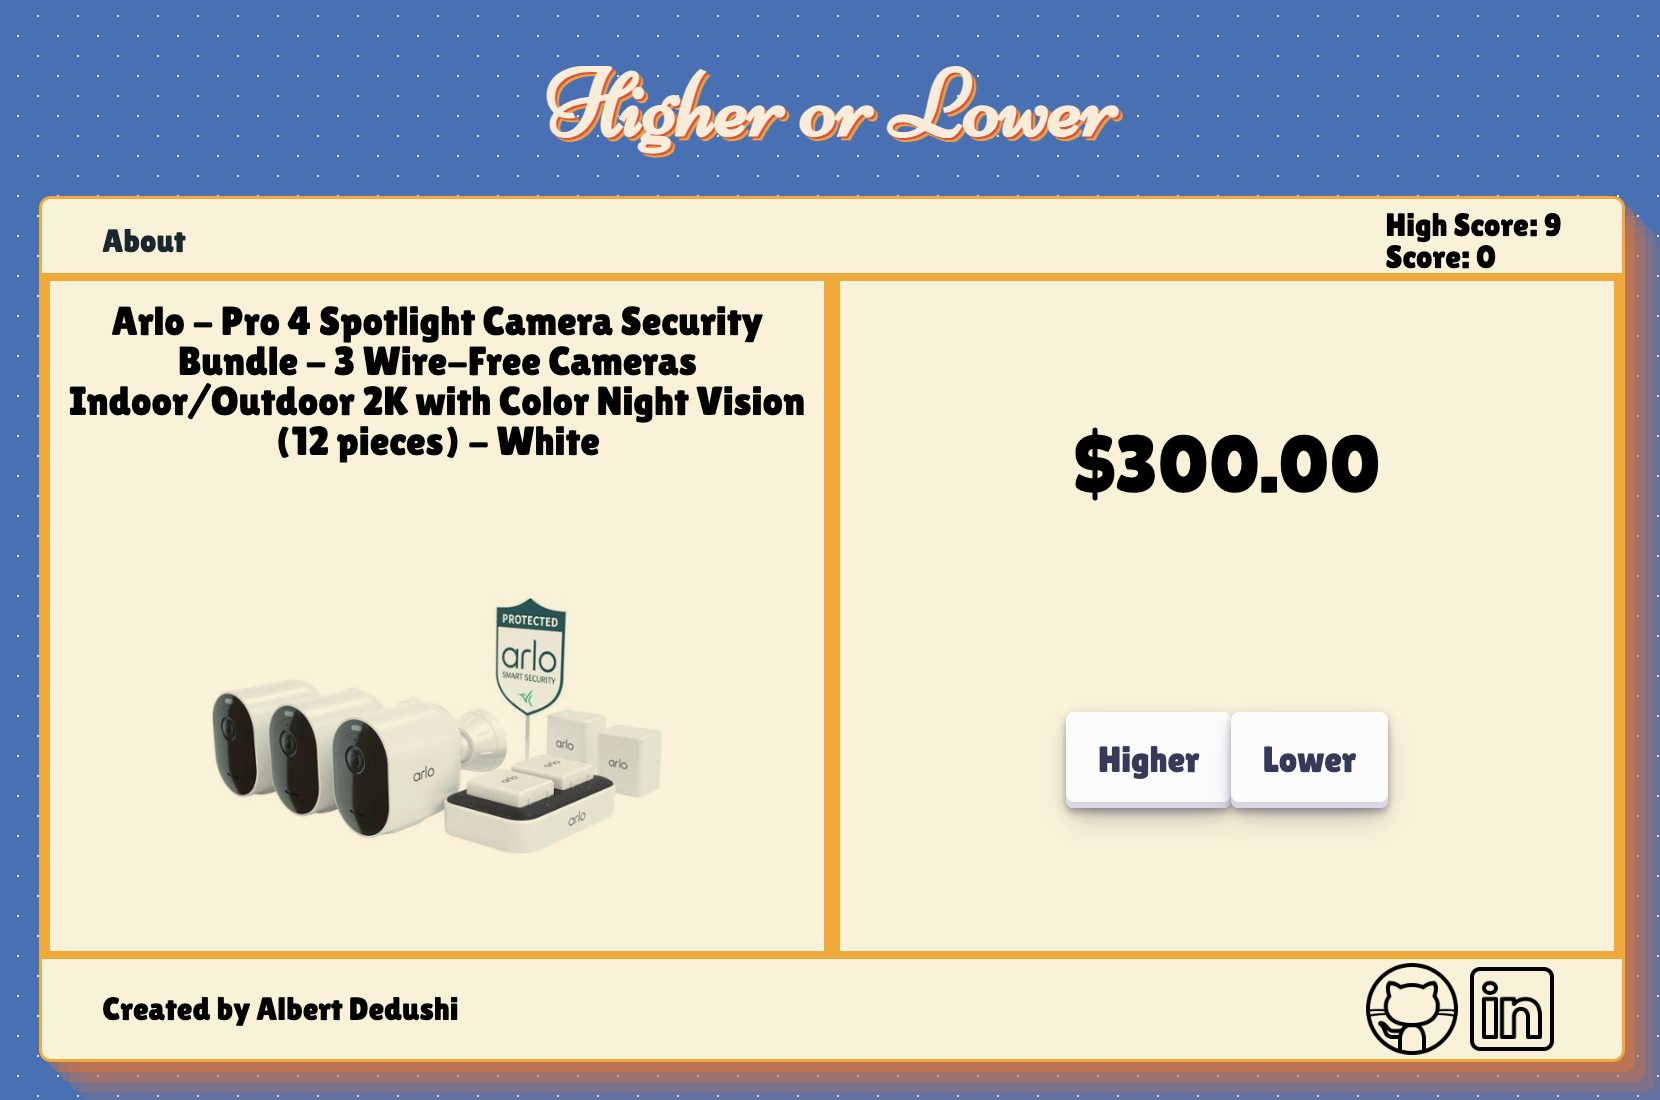 Higher or Lower
About
High Score: 9
Score: 0
Arlo - Pro 4 Spotlight Camera Security
Bundle - 3 Wire-Free Cameras
Indoor/Outdoor 2K with Color Night Vision
(12 pieces) - White
$300.00
PROTECTED
arlo
SMART SECURITY
arlo
arlo
arlo
arlo
arlo
arlo
Higher
Lower
Created by Albert Dedushi
in